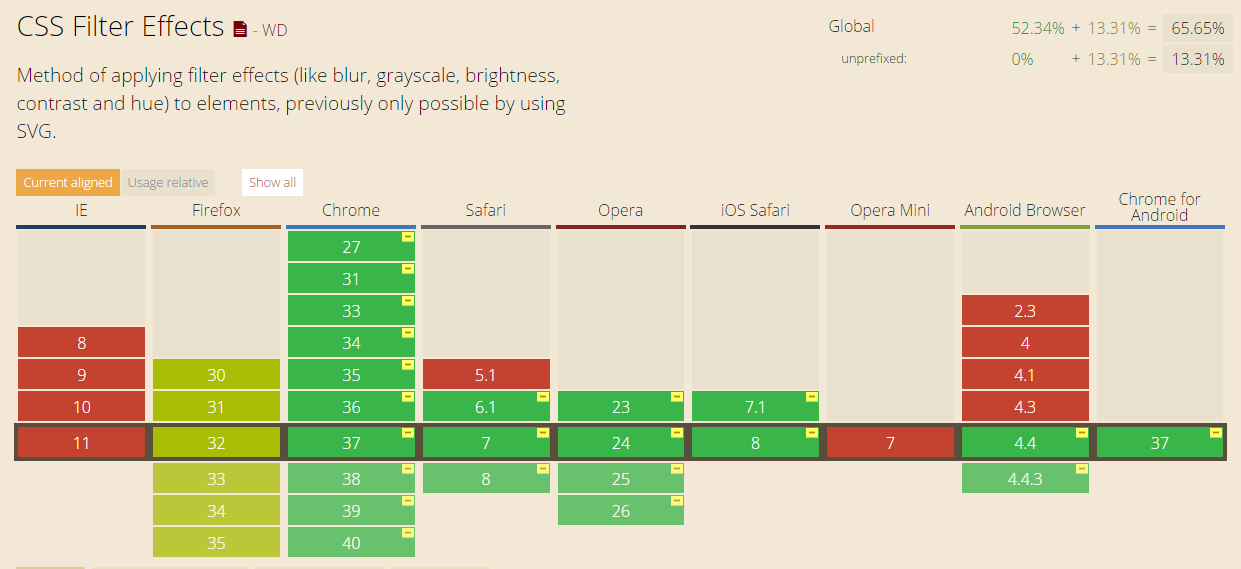 CSS Filter Effects - WD
Global 52.34% + 13.31% = 65.65%
unprefixed: 0% + 13.31% = 13.31%
Method of applying filter effects (like blur, grayscale, brightness,
contrast and hue) to elements, previously only possible by using
SVG.
Current aligned Usage relative Show all
IE Firefox Chrome Safari Opera iOS Safari Opera Mini Android Browser Chrome for
Android
27
31
33 2.3
8 34 4
9 30 35 5.1 4.1
10 31 36 6.1 23 7.1 4.3
11 32 37 7 24 8 7 4.4 37
33 38 8 25 4.4.3
34 39 26
35 40